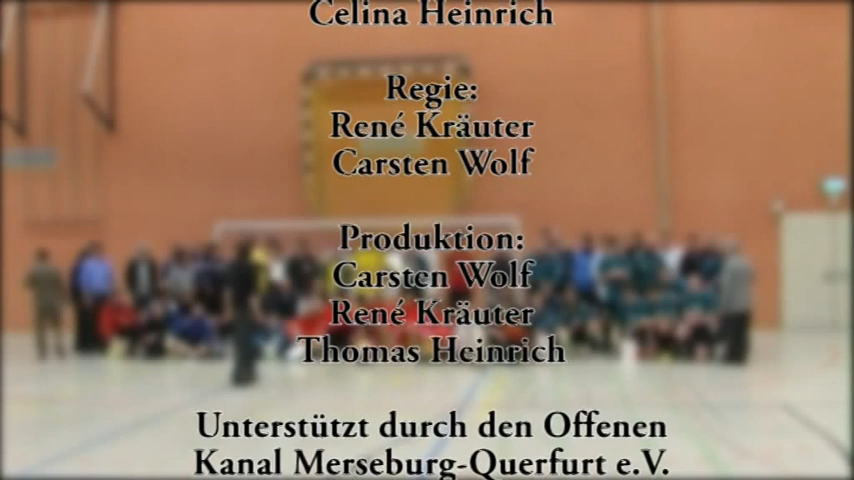 Celina Heinrich
Regie:
René Kräuter
Carsten Wolf
Produktion:
Carsten Wolf
René Kräuter
Thomas Heinrich
Unterstützt durch den Offenen
Kanal Merseburg-Querfurt e.V.